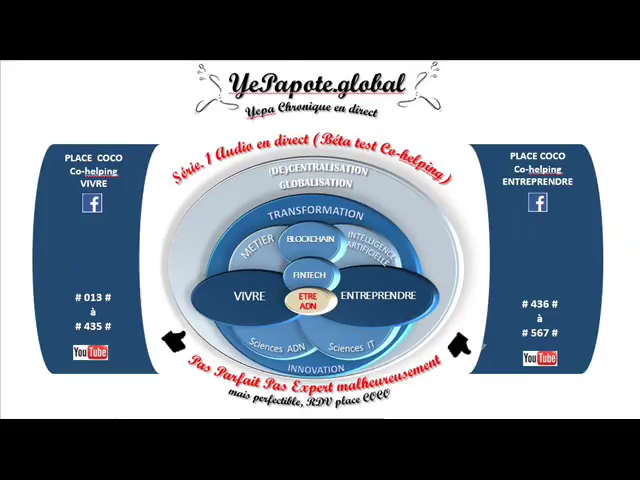 YePapote.global
Yepa Chronique en direct
Série, 1 Audio en direct (Béta test Co-helping)
PLACE COCO
Co-helping
VIVRE
# 013 #
à
# 435 #
YouTube
(DE)CENTRALISATION
GLOBALISATION
TRANSFORMATION
METIER
BLOCKCHAIN
INTELLIGENCE
ARTIFICIELLE
FINTECH
VIVRE
ETRE
ADN
ENTREPRENDRE
Sciences ADN
Sciences IT
INNOVATION
Pas Parfait Pas Expert malheureusement
mais perfectible, RDV place COCO
PLACE COCO
Co-helping
ENTREPRENDRE
# 436 #
à
# 567 #
YouTube